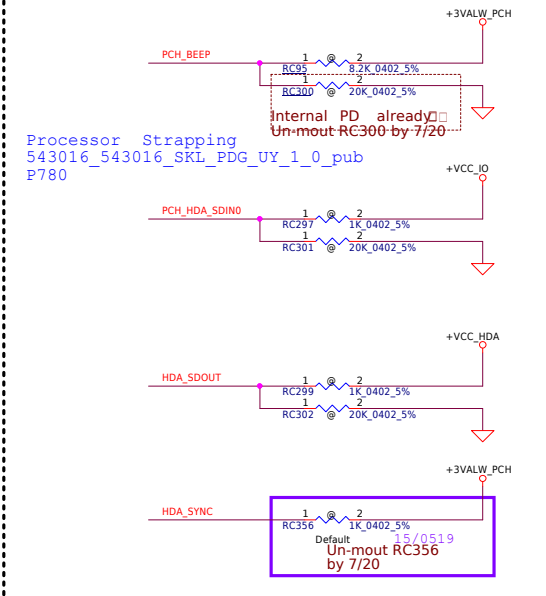 +3VALW_PCH
PCH_BEEP
1 @ 2
RC95 8.2K_0402_5%
1 2
RC300 @ 20K_0402_5%
Internal PD already
Un-mout RC300 by 7/20
Processor Strapping
543016_543016_SKL_PDG_UY_1_0_pub
P780
+VCC_IO
PCH_HDA_SDIN0
1 @ 2
RC297 1K_0402_5%
1 2
RC301 @ 20K_0402_5%
+VCC_HDA
HDA_SDOUT
1 @ 2
RC299 1K_0402_5%
1 2
RC302 @ 20K_0402_5%
+3VALW_PCH
HDA_SYNC
1 @ 2
RC356 1K_0402_5%
Default 15/0519
Un-mout RC356
by 7/20